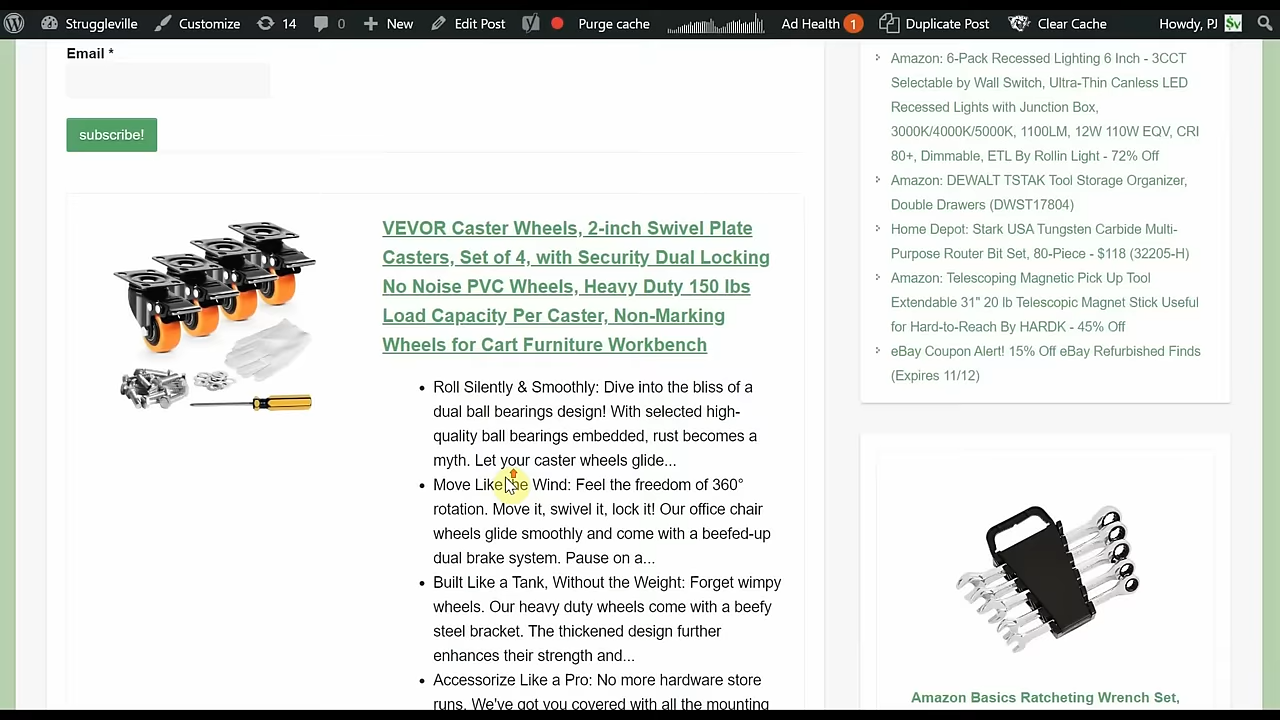 Struggleville Customize 14 0 New Edit Post Purge cache Ad Health 1 Duplicate Post Clear Cache Howdy, PJ
Email *
subscribe!
VEVOR Caster Wheels, 2-inch Swivel Plate
Casters, Set of 4, with Security Dual Locking
No Noise PVC Wheels, Heavy Duty 150 lbs
Load Capacity Per Caster, Non-Marking
Wheels for Cart Furniture Workbench
• Roll Silently & Smoothly: Dive into the bliss of a
dual ball bearings design! With selected high-
quality ball bearings embedded, rust becomes a
myth. Let your caster wheels glide...
• Move Like the Wind: Feel the freedom of 360°
rotation. Move it, swivel it, lock it! Our office chair
wheels glide smoothly and come with a beefed-up
dual brake system. Pause on a...
• Built Like a Tank, Without the Weight: Forget wimpy
wheels. Our heavy duty wheels come with a beefy
steel bracket. The thickened design further
enhances their strength and...
• Accessorize Like a Pro: No more hardware store
runs. We've got you covered with all the mounting
Amazon: 6-Pack Recessed Lighting 6 Inch - 3CCT
Selectable by Wall Switch, Ultra-Thin Canless LED
Recessed Lights with Junction Box,
3000K/4000K/5000K, 1100LM, 12W 110W EQV, CRI
80+, Dimmable, ETL By Rollin Light - 72% Off
Amazon: DEWALT TSTAK Tool Storage Organizer,
Double Drawers (DWST17804)
Home Depot: Stark USA Tungsten Carbide Multi-
Purpose Router Bit Set, 80-Piece - $118 (32205-H)
Amazon: Telescoping Magnetic Pick Up Tool
Extendable 31" 20 lb Telescopic Magnet Stick Useful
for Hard-to-Reach By HARDK - 45% Off
eBay Coupon Alert! 15% Off eBay Refurbished Finds
(Expires 11/12)
Amazon Basics Ratcheting Wrench Set,